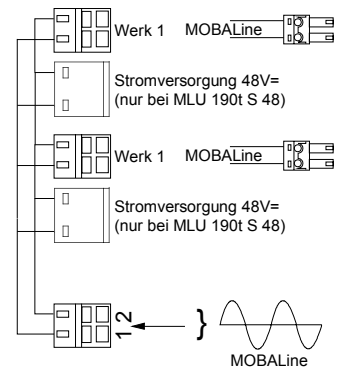 Werk 1 MOBALine
Stromversorgung 48V=
(nur bei MLU 190t S 48)
Werk 1 MOBALine
Stromversorgung 48V=
(nur bei MLU 190t S 48)
1 2
}
MOBALine